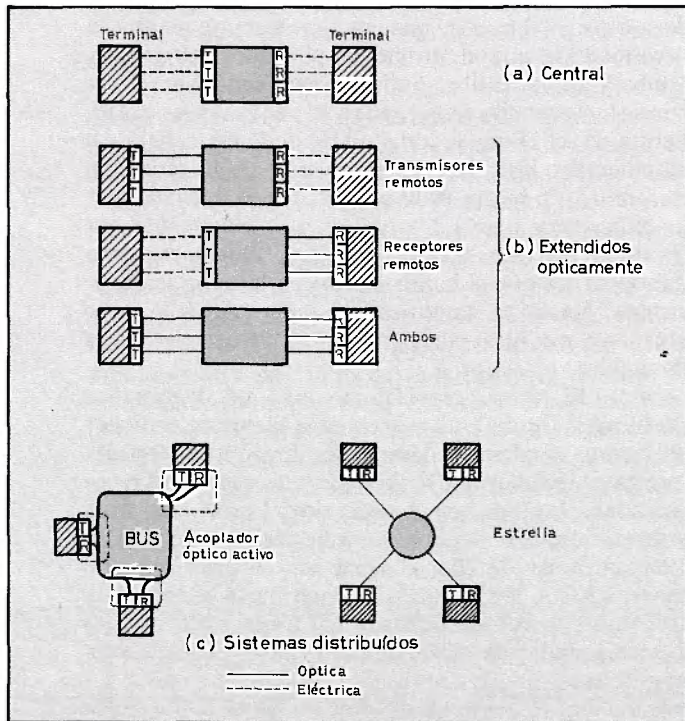 Terminal Terminal
T R
T R
T R
(a) Central
T R
T R
T R
Transmisores
remotos
T R
T R
T R
Receptores
remotos
(b) Extendidos
opticamente
T R
T R
T R
Ambos
T R
T
R
BUS
Acoplador
óptico activo
T R
T R T R
Estrella
T R T R
(c) Sistemas distribuídos
Optica
Eléctrica